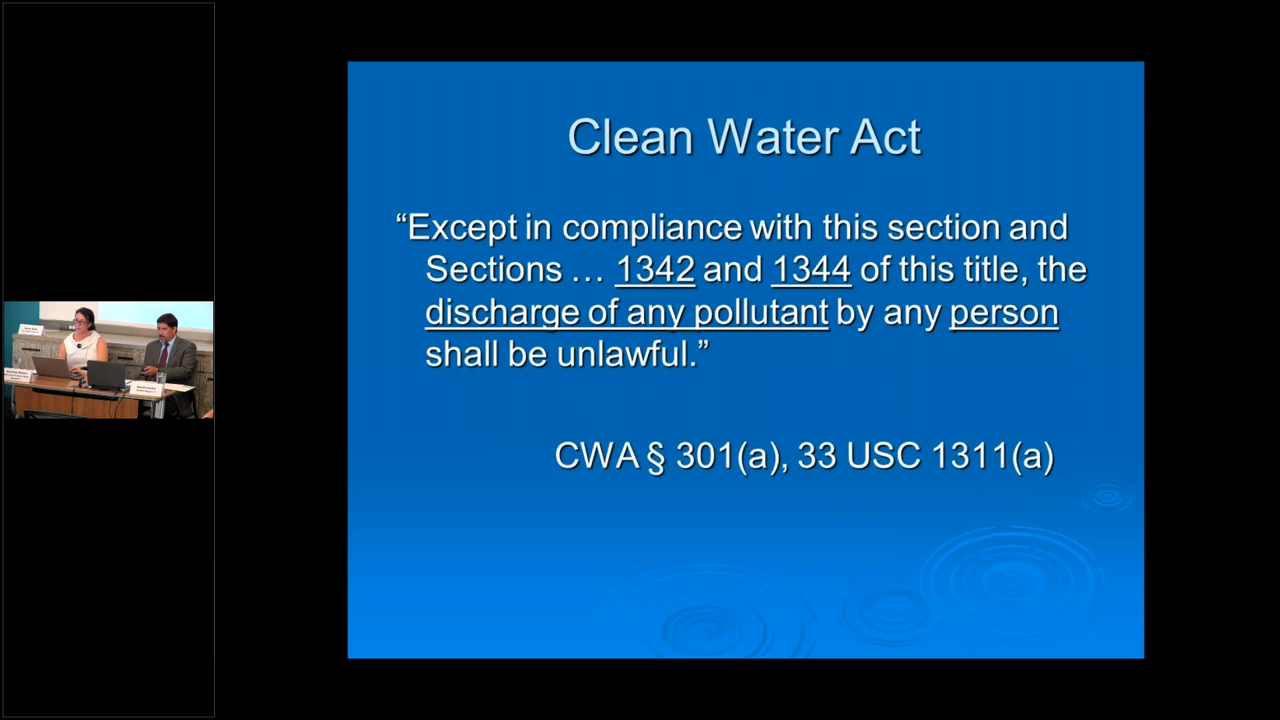 Clean Water Act
“Except in compliance with this section and
Sections … 1342 and 1344 of this title, the
discharge of any pollutant by any person
shall be unlawful.”
CWA § 301(a), 33 USC 1311(a)